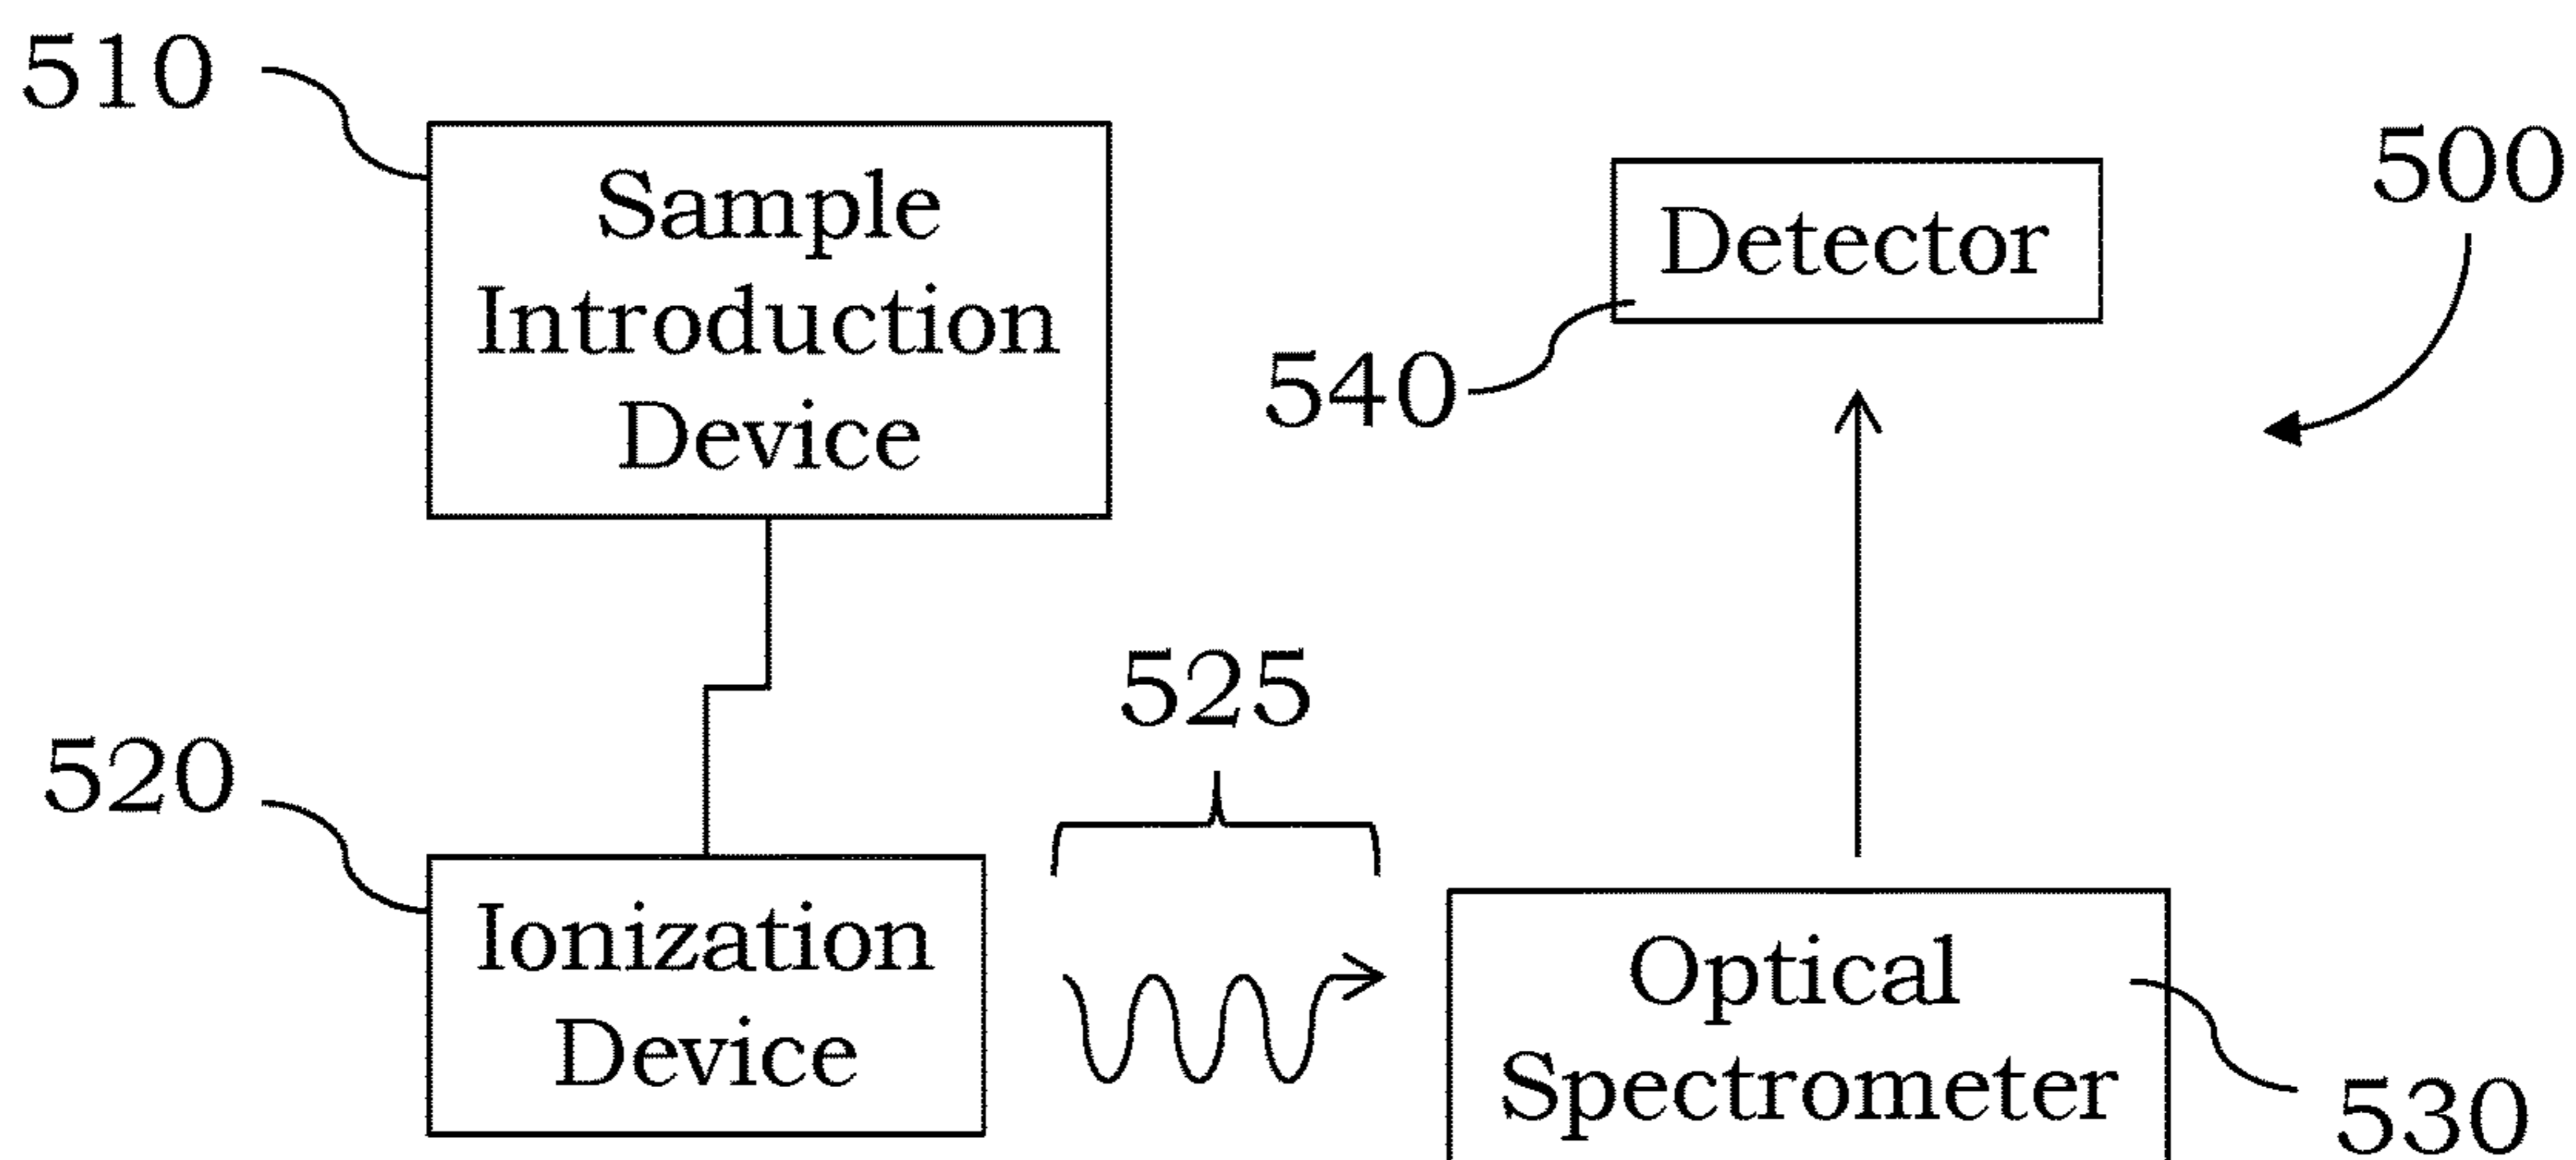 510
Sample
Introduction
Device
Detector
500
540
525
520
Ionization
Device
Optical
Spectrometer
530